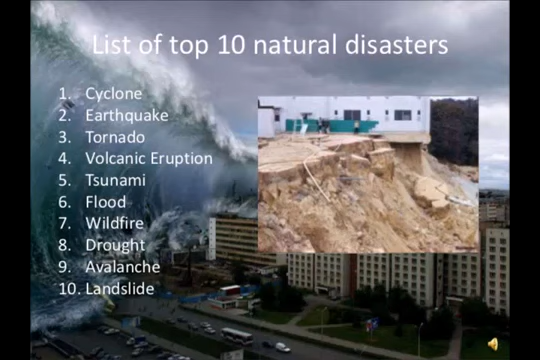 List of top 10 natural disasters
1. Cyclone
2. Earthquake
3. Tornado
4. Volcanic Eruption
5. Tsunami
6. Flood
7. Wildfire
8. Drought
9. Avalanche
10. Landslide